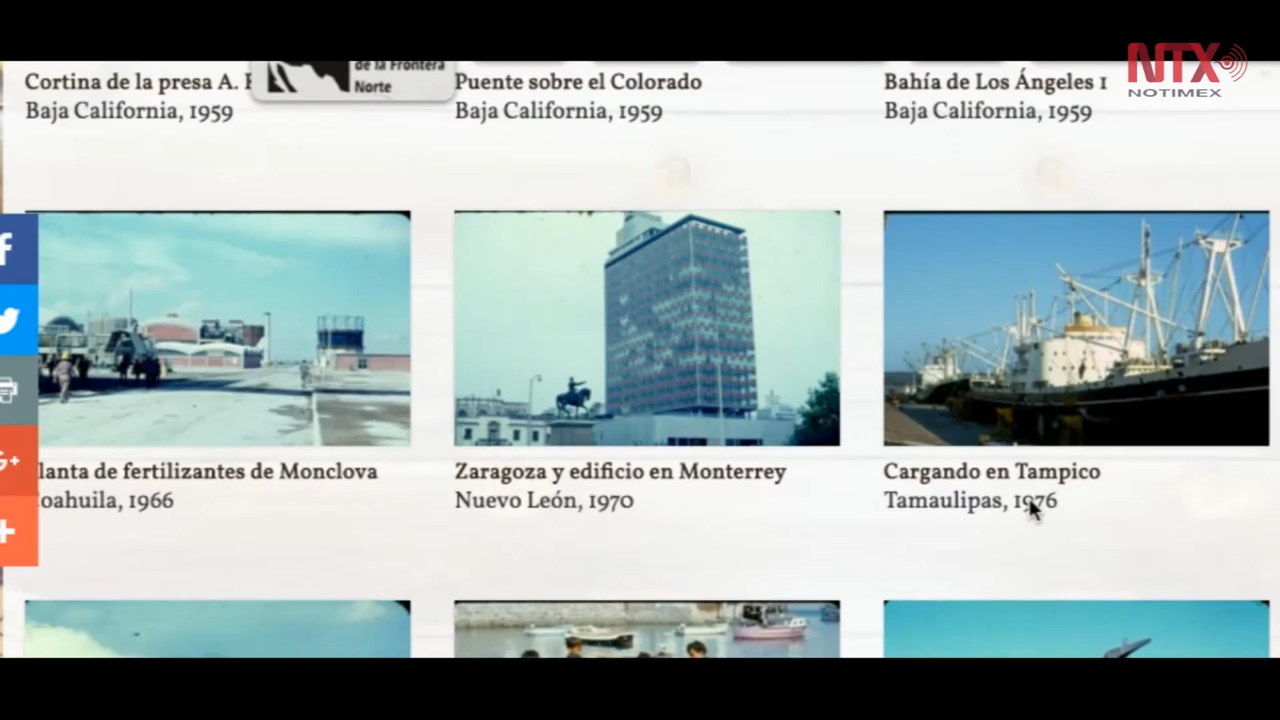 NTX
NOTIMEX
de la Frontera
Norte
Cortina de la presa A.
Baja California, 1959
Puente sobre el Colorado
Baja California, 1959
Bahía de Los Ángeles 1
Baja California, 1959
lanta de fertilizantes de Monclova
oahuila, 1966
Zaragoza y edificio en Monterrey
Nuevo León, 1970
Cargando en Tampico
Tamaulipas, 1976
f
G+
+